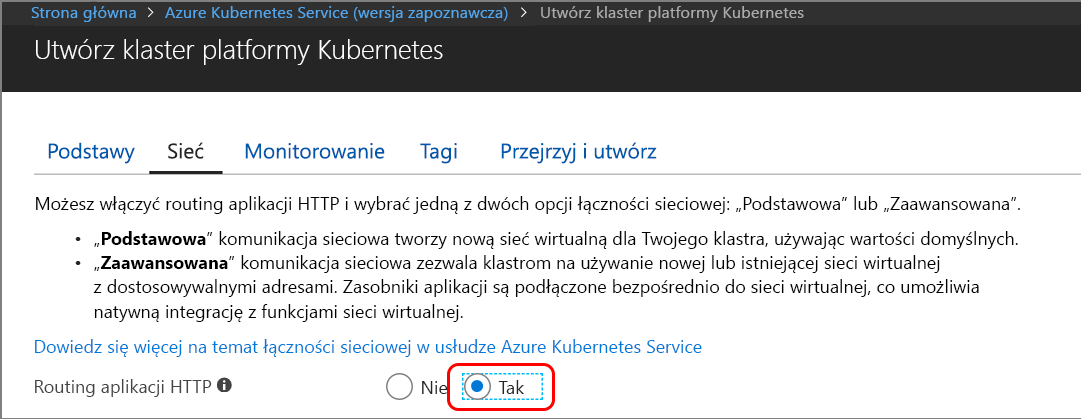 Strona główna > Azure Kubernetes Service (wersja zapoznawcza) > Utwórz klaster platformy Kubernetes
Utwórz klaster platformy Kubernetes
Podstawy Sieć Monitorowanie Tagi Przejrzyj i utwórz
Możesz włączyć routing aplikacji HTTP i wybrać jedną z dwóch opcji łączności sieciowej: „Podstawowa” lub „Zaawansowana”.
• „Podstawowa” komunikacja sieciowa tworzy nową sieć wirtualną dla Twojego klastra, używając wartości domyślnych.
• „Zaawansowana” komunikacja sieciowa zezwala klastrom na używanie nowej lub istniejącej sieci wirtualnej
z dostosowywalnymi adresami. Zasobniki aplikacji są podłączone bezpośrednio do sieci wirtualnej, co umożliwia
natywną integrację z funkcjami sieci wirtualnej.
Dowiedz się więcej na temat łączności sieciowej w usłudze Azure Kubernetes Service
Routing aplikacji HTTP Nie Tak